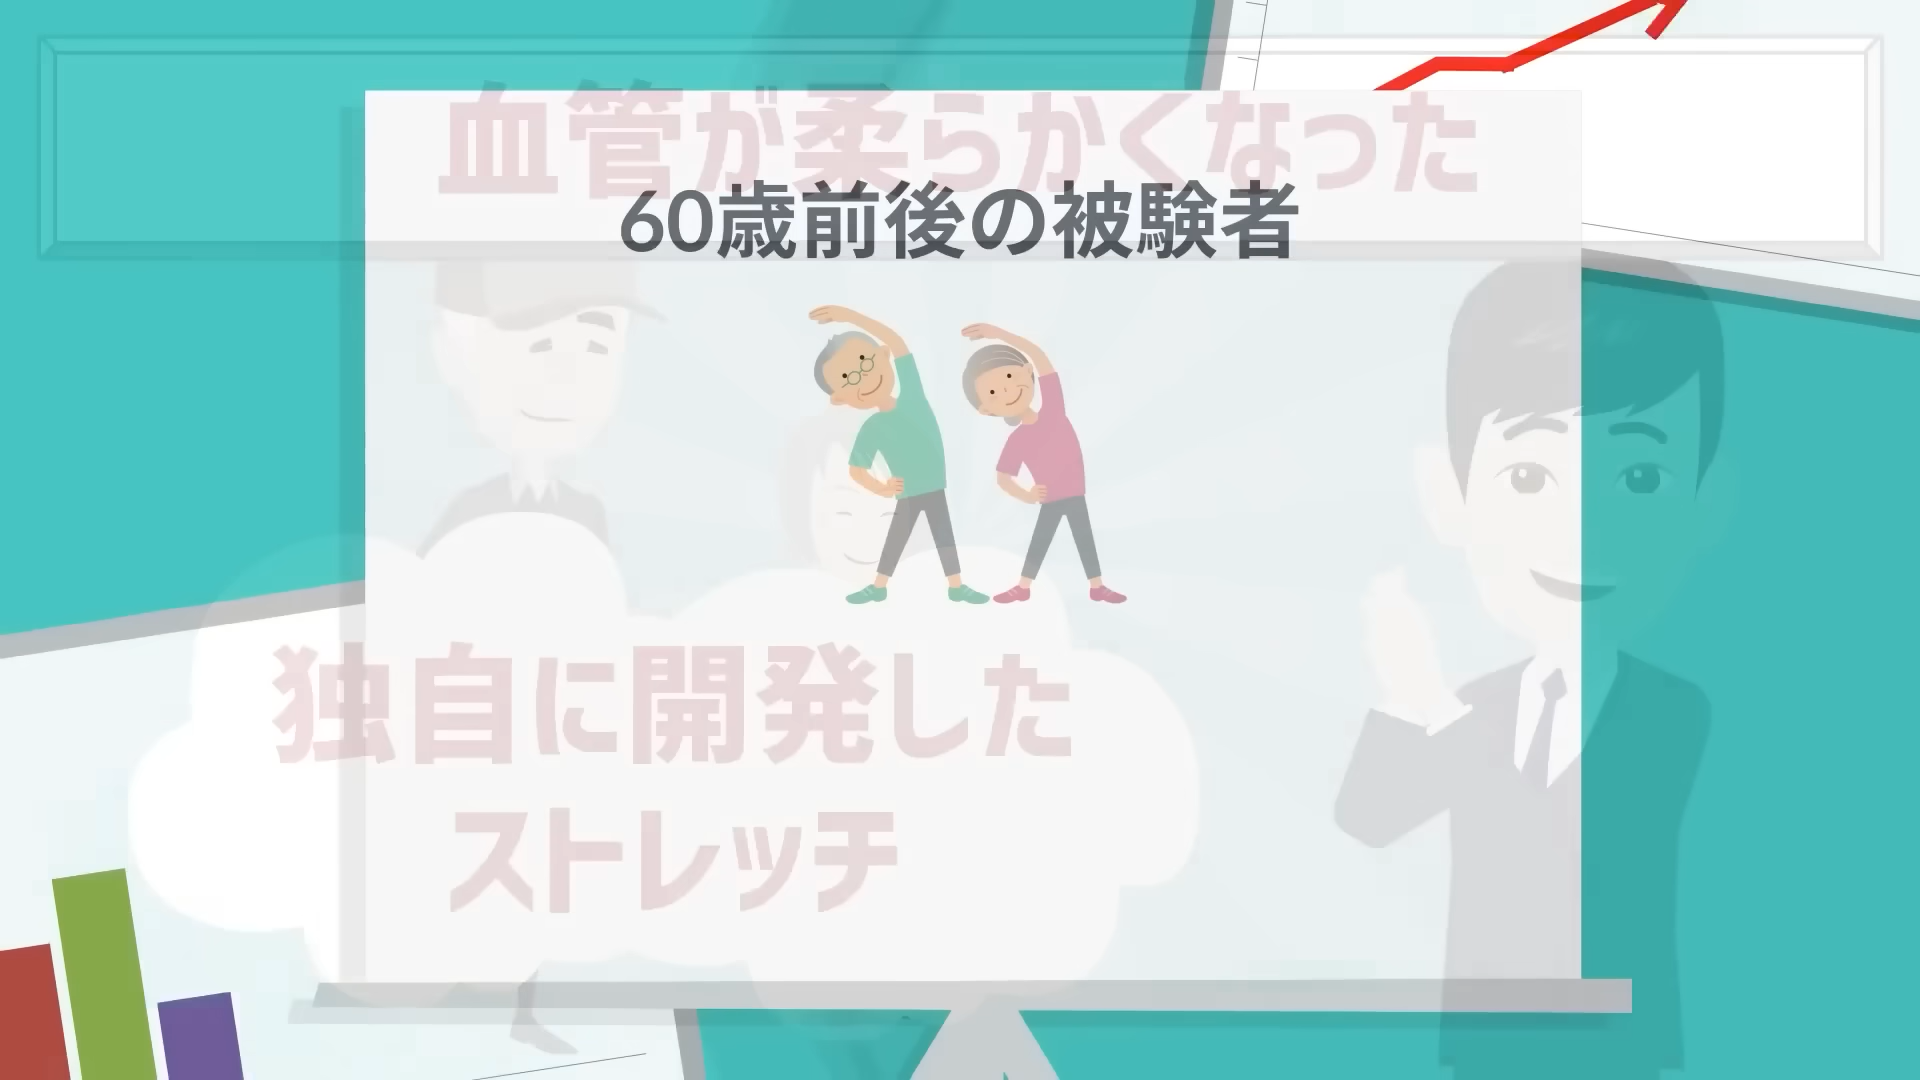 血管が柔らかくなった
60歳前後の被験者
独自に開発した
ストレッチ